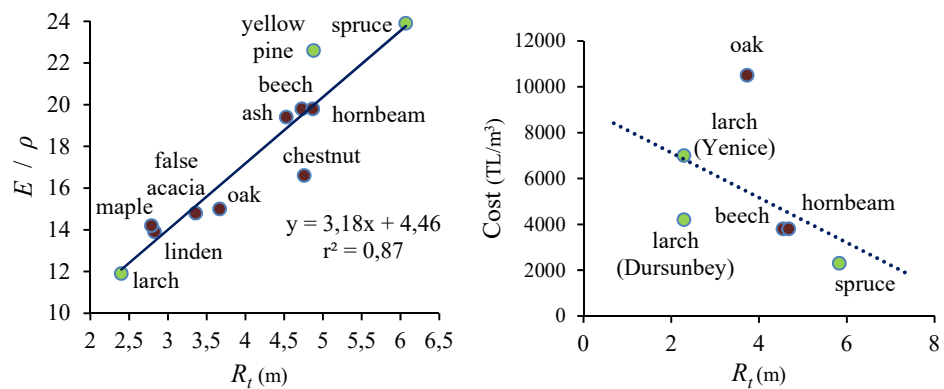 24
22
20
18
16
14
12
10
E / ρ
yellow
pine
spruce
beech
ash
hornbeam
chestnut
false
acacia
oak
maple
linden
larch
y = 3,18x + 4,46
r² = 0,87
2 2,5 3 3,5 4 4,5 5 5,5 6 6,5
Rt (m)
12000
10000
8000
6000
4000
2000
0
Cost (TL/m³)
oak
larch
(Yenice)
beech
hornbeam
larch
(Dursunbey)
spruce
0 2 4 6 8
Rt (m)